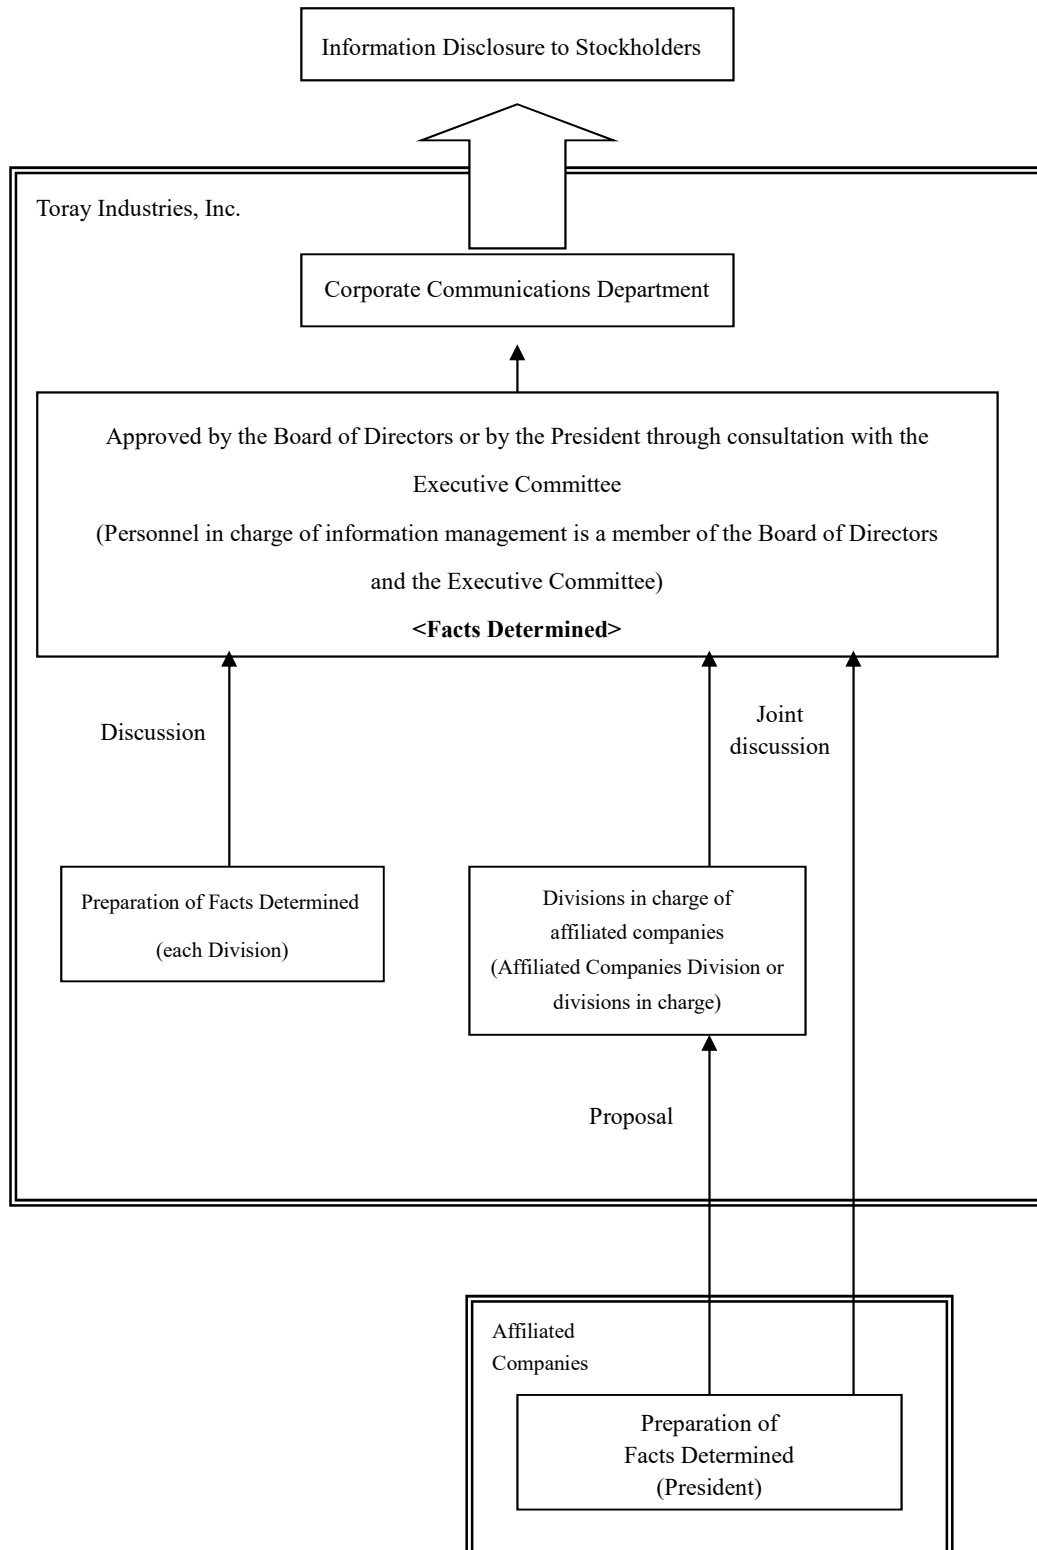 Information Disclosure to Stockholders
Toray Industries, Inc.
Corporate Communications Department
Approved by the Board of Directors or by the President through consultation with the
Executive Committee
(Personnel in charge of information management is a member of the Board of Directors
and the Executive Committee)
<Facts Determined>
Discussion
Joint
discussion
Preparation of Facts Determined
(each Division)
Divisions in charge of
affiliated companies
(Affiliated Companies Division or
divisions in charge)
Proposal
Affiliated
Companies
Preparation of
Facts Determined
(President)